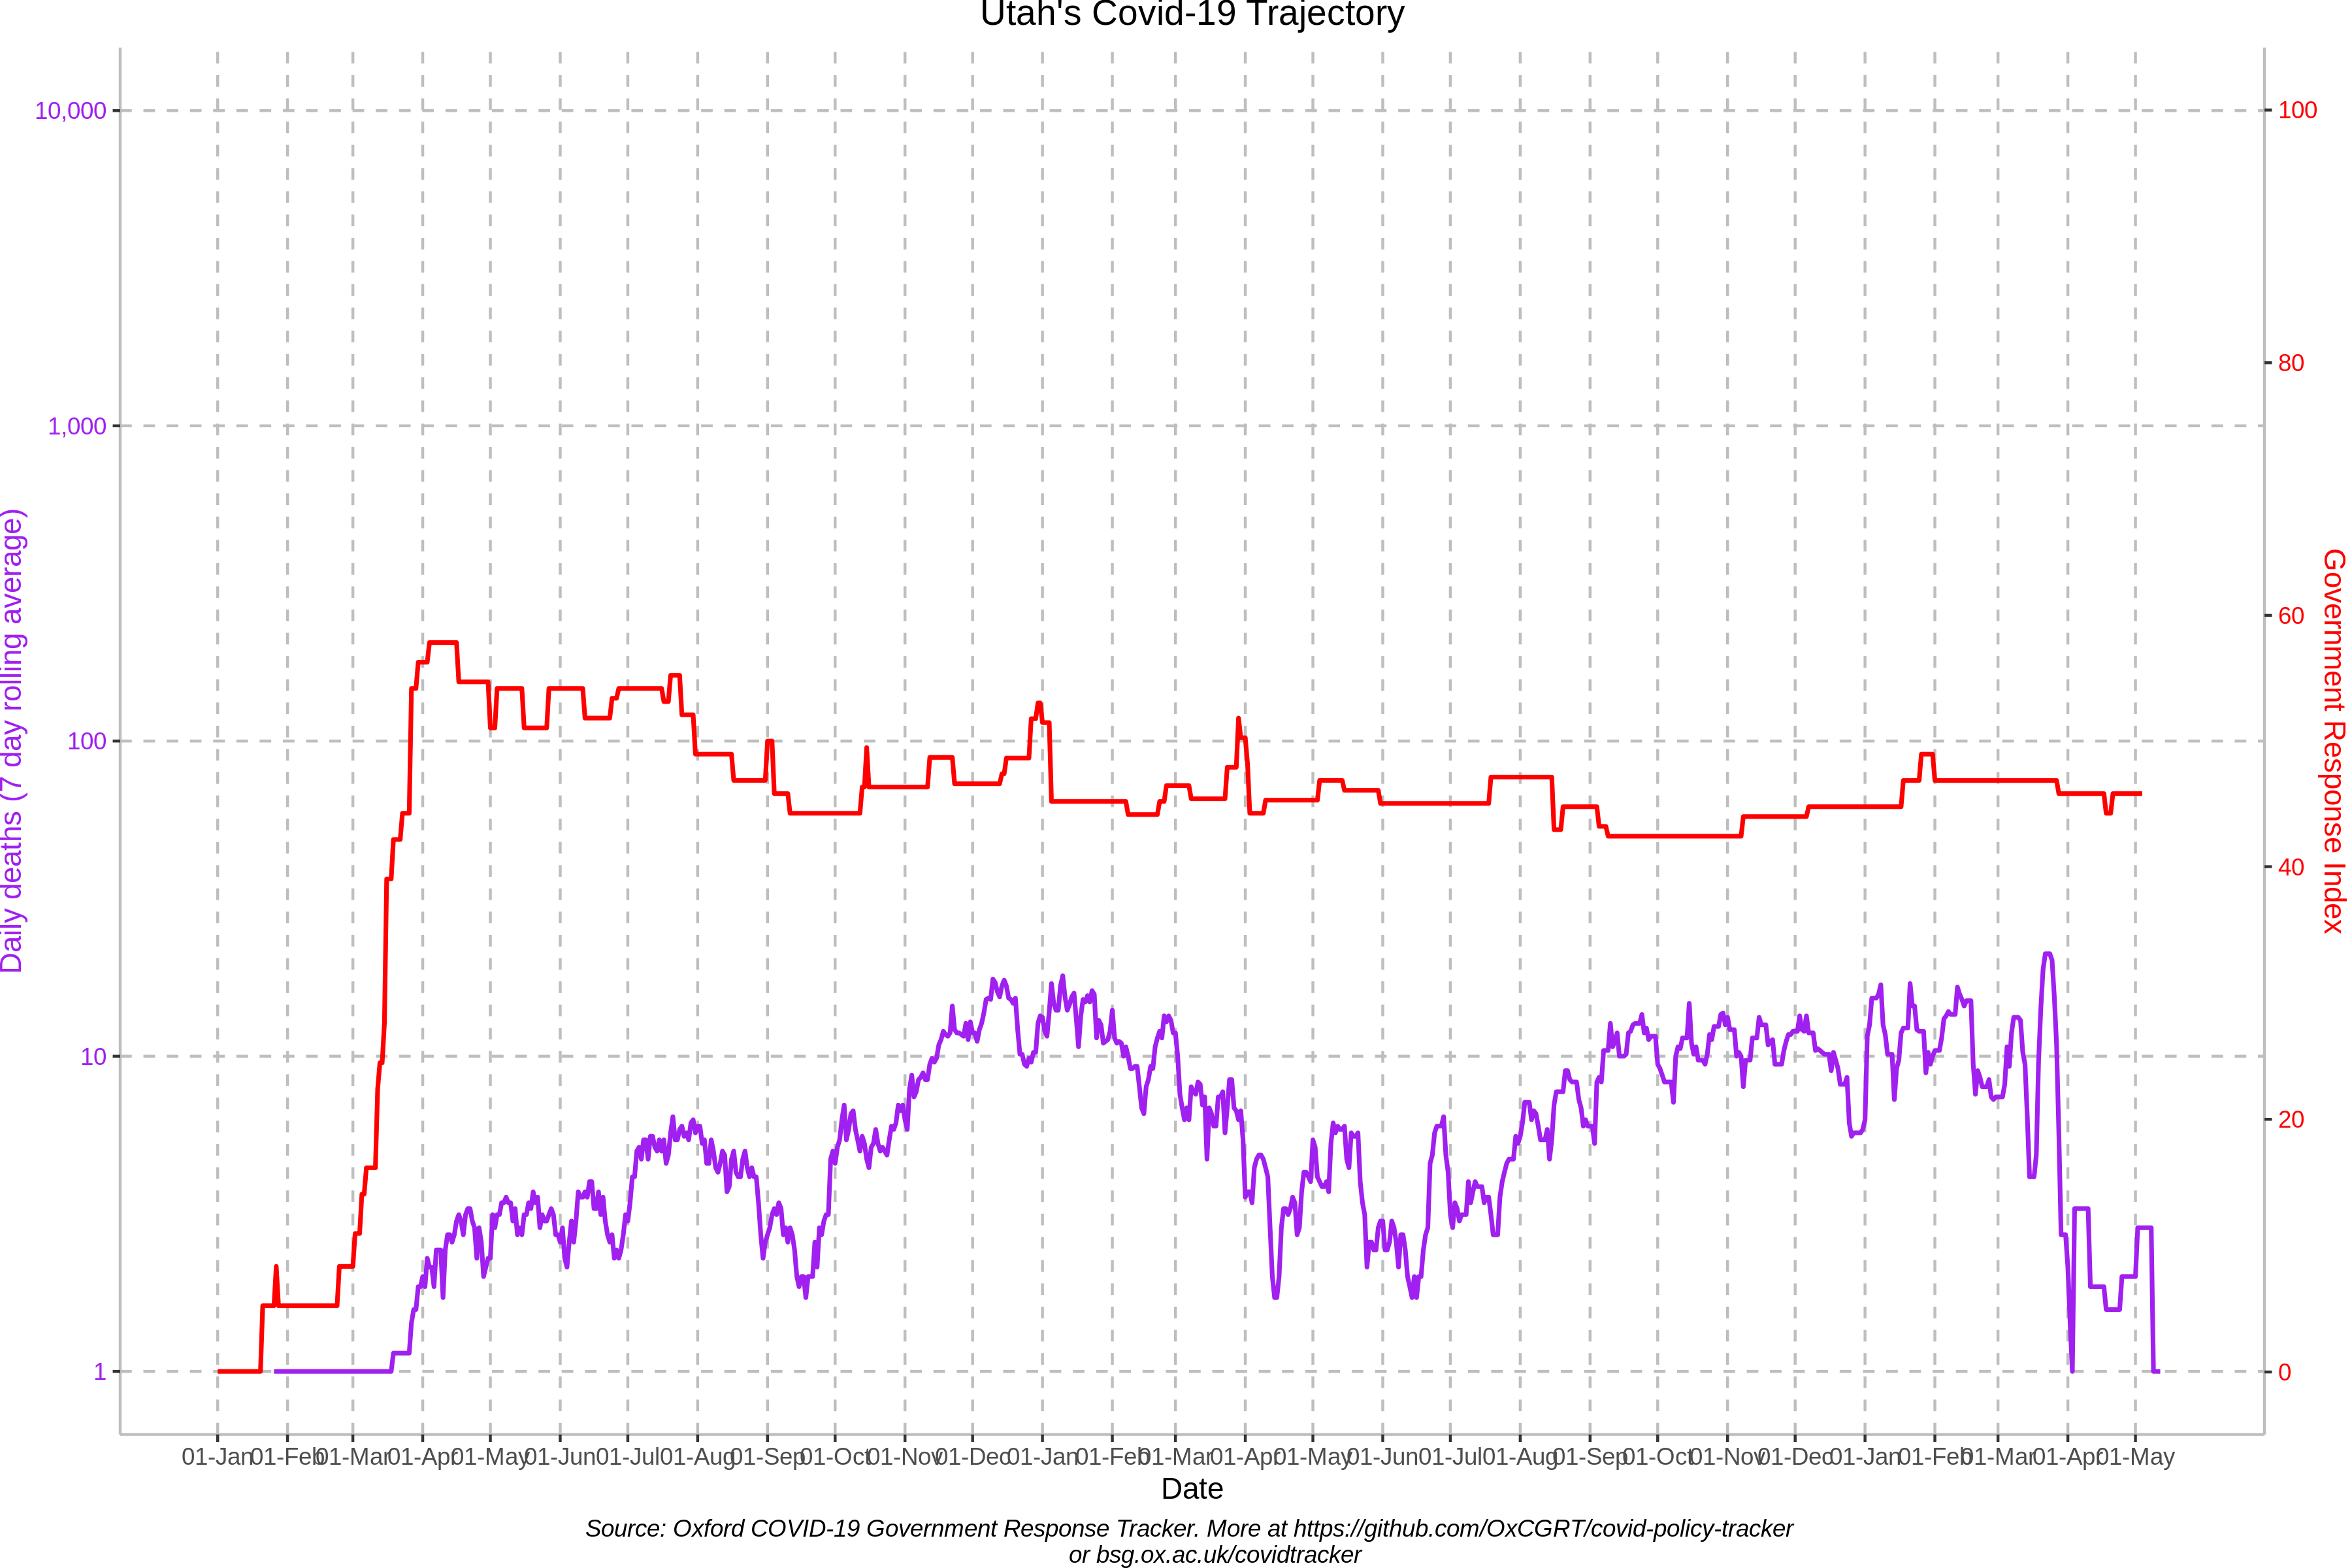 Utah's Covid-19 Trajectory
10,000
1,000
100
10
1
Daily deaths (7 day rolling average)
100
80
60
40
20
0
Government Response Index
01-Jan 01-Feb 01-Mar 01-Apr 01-May 01-Jun 01-Jul 01-Aug 01-Sep 01-Oct 01-Nov 01-Dec 01-Jan 01-Feb 01-Mar 01-Apr 01-May 01-Jun 01-Jul 01-Aug 01-Sep 01-Oct 01-Nov 01-Dec 01-Jan 01-Feb 01-Mar 01-Apr 01-May
Date
Source: Oxford COVID-19 Government Response Tracker. More at https://github.com/OxCGRT/covid-policy-tracker
or bsg.ox.ac.uk/covidtracker